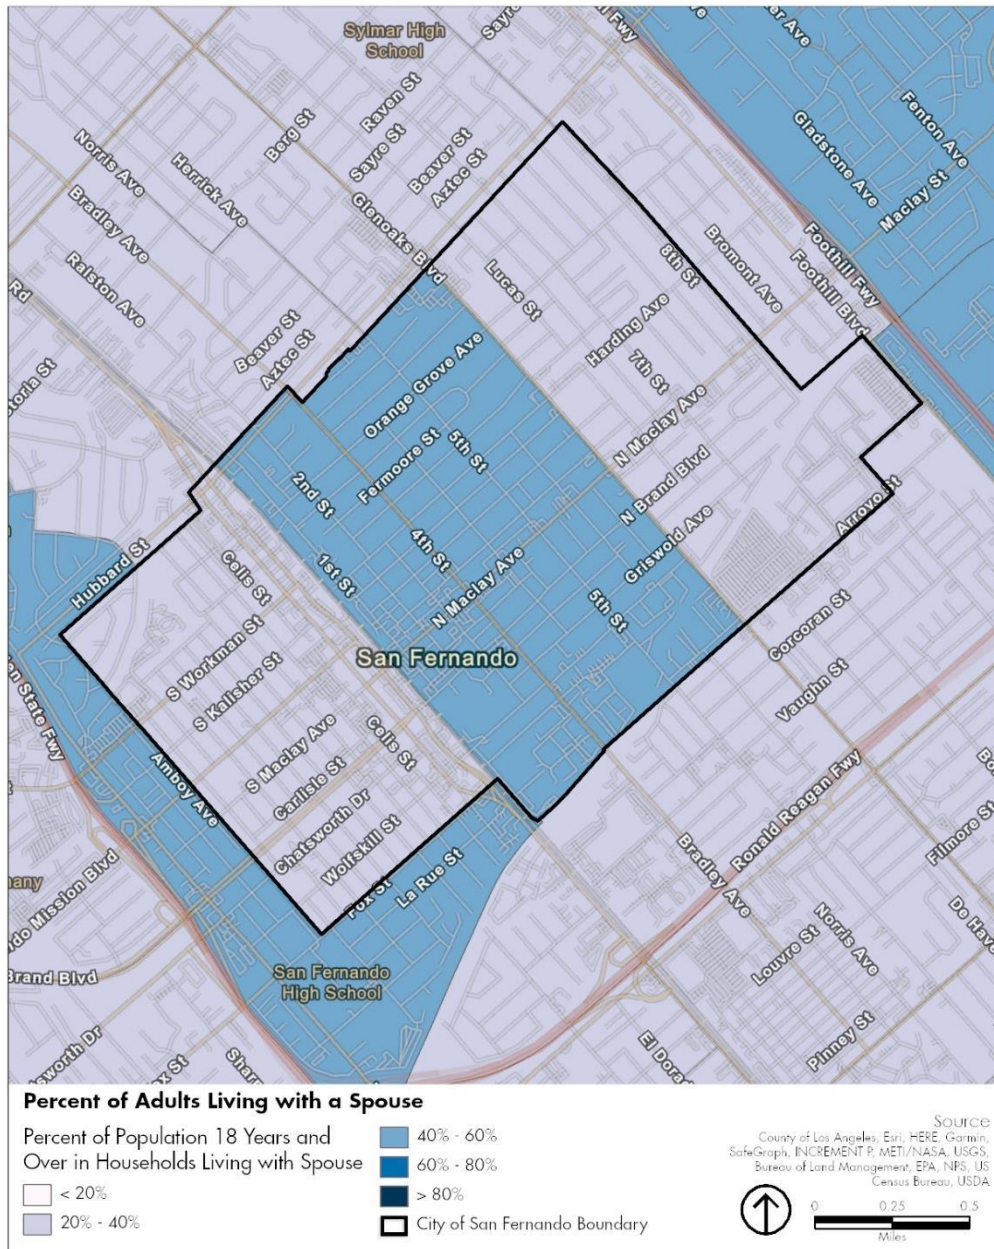 Sylmar High
School
Sayre
Fwy
Ave
Fenton Ave
Gladstone Ave
Maclay St
Raven St
Berg St
Sayre St
Beaver St
Aztec St
Norris Ave
Herrick Ave
Bradley Ave
Glenoaks Blvd
Ralston Ave
Rd
Foothill Fwy
Foothill Blvd
Bromont Ave
8th St
Lucas St
Harding Ave
7th St
Beaver St
Aztec St
Orange Grove Ave
N Maclay Ave
Fermoore St
5th St
N Brand Blvd
2nd St
Arroyo St
4th St
Griswold Ave
1st St
N Maclay Ave
Hubbard St
Celis St
5th St
Corcoran St
S Workman St
San Fernando
S Kalisher St
Vaughn St
S Maclay Ave
Celis St
Amboy Ave
Carlisle St
Ronald Reagan Fwy
Chatsworth Dr
Wolfskill St
Filmore St
Bradley Ave
La Rue St
Fox St
Norris Ave
De Haven
Louvre St
Brand Blvd
San Fernando
High School
Pinney St
El Dorado
Percent of Adults Living with a Spouse
Percent of Population 18 Years and
Over in Households Living with Spouse
< 20%
20% - 40%
40% - 60%
60% - 80%
> 80%
City of San Fernando Boundary
Source
County of Los Angeles, Esri, HERE, Garmin,
SafeGraph, INCREMENT P, METI/NASA, USGS,
Bureau of Land Management, EPA, NPS, US
Census Bureau, USDA
0 0.25 0.5
Miles